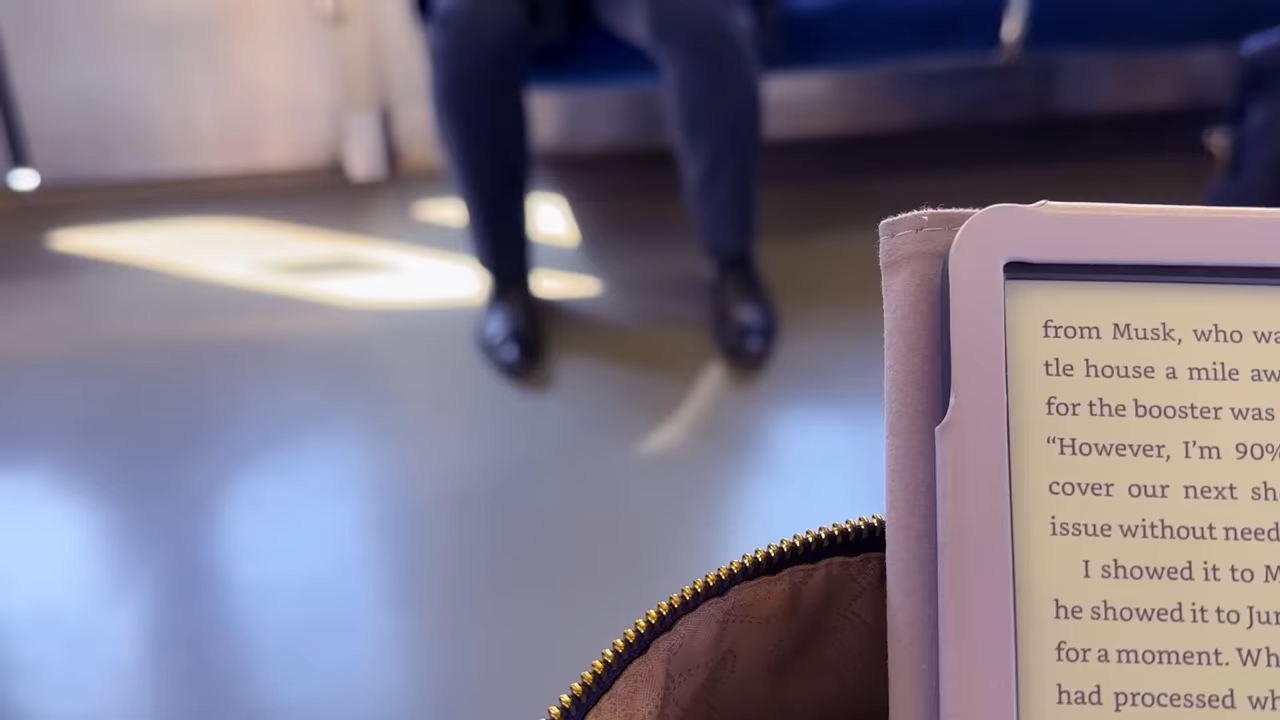 from Musk, who wa
tle house a mile aw
for the booster was
“However, I’m 90%
cover our next sh
issue without need
I showed it to M
he showed it to Jur
for a moment. Wh
had processed wh